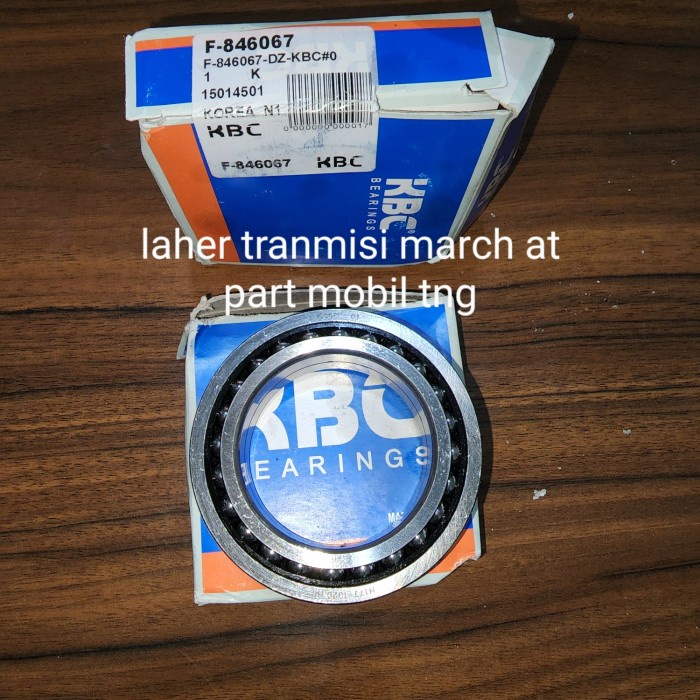 F-846067
F-846067-DZ-KBC#0
1 K
15014501
KOREA N1
KBC
F-846067 KBC
KBC
BEARINGS
laher tranmisi march at
part mobil tng
KBC
BEARINGS